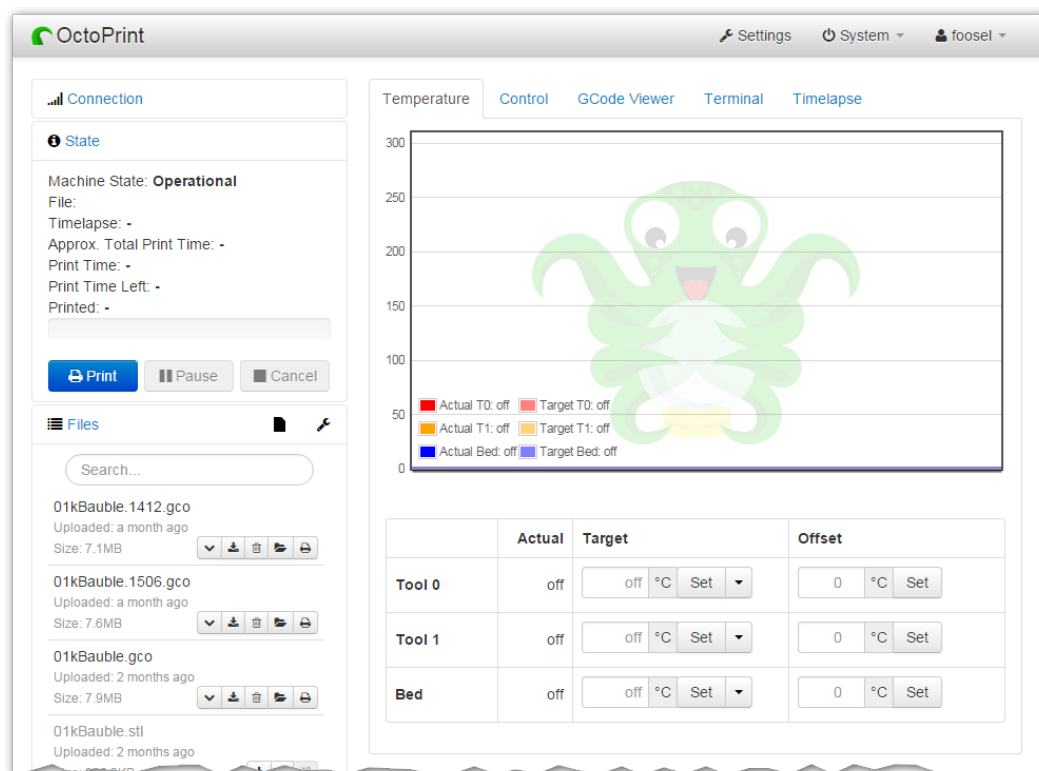 OctoPrint
Settings System foosel
Connection
State
Machine State: Operational
File:
Timelapse: -
Approx. Total Print Time: -
Print Time: -
Print Time Left: -
Printed: -
Print Pause Cancel
Files
Search...
01kBauble.1412.gco
Uploaded: a month ago
Size: 7.1MB
01kBauble.1506.gco
Uploaded: a month ago
Size: 7.6MB
01kBauble.gco
Uploaded: 2 months ago
Size: 7.9MB
01kBauble.stl
Uploaded: 2 months ago
Temperature Control GCode Viewer Terminal Timelapse
300
250
200
150
100
50
0
Actual T0: off Target T0: off
Actual T1: off Target T1: off
Actual Bed: off Target Bed: off
Actual Target Offset
Tool 0 off off °C Set 0 °C Set
Tool 1 off off °C Set 0 °C Set
Bed off off °C Set 0 °C Set